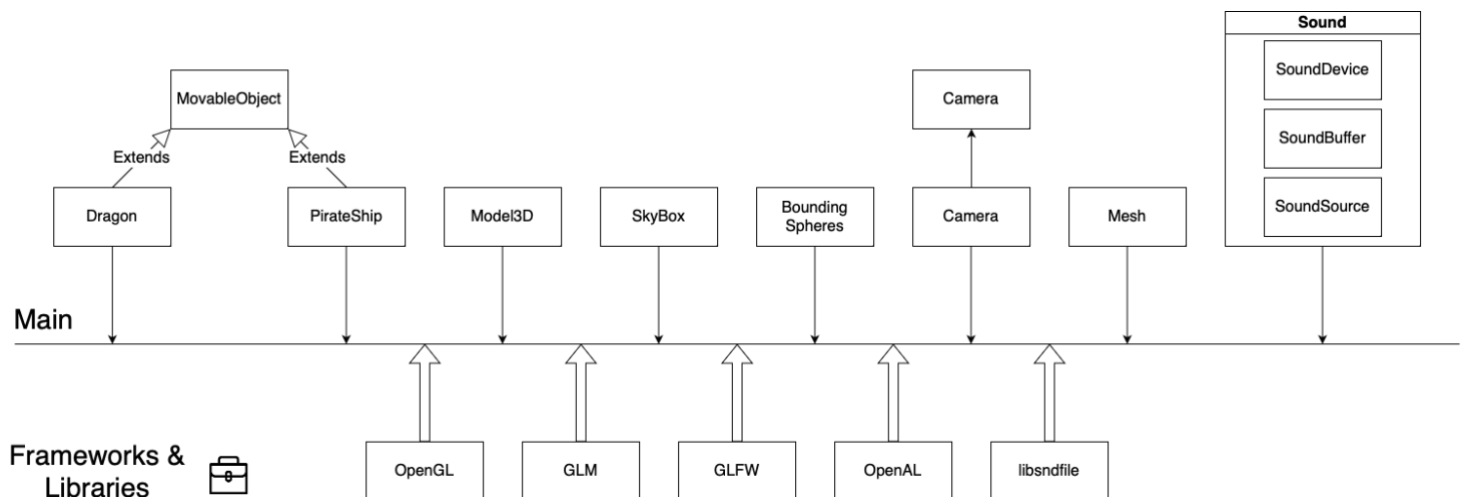 Sound
SoundDevice
MovableObject
Camera
SoundBuffer
Extends
Extends
SoundSource
Dragon
PirateShip
Model3D
SkyBox
Bounding
Spheres
Camera
Mesh
Main
Frameworks &
Libraries
OpenGL
GLM
GLFW
OpenAL
libsndfile